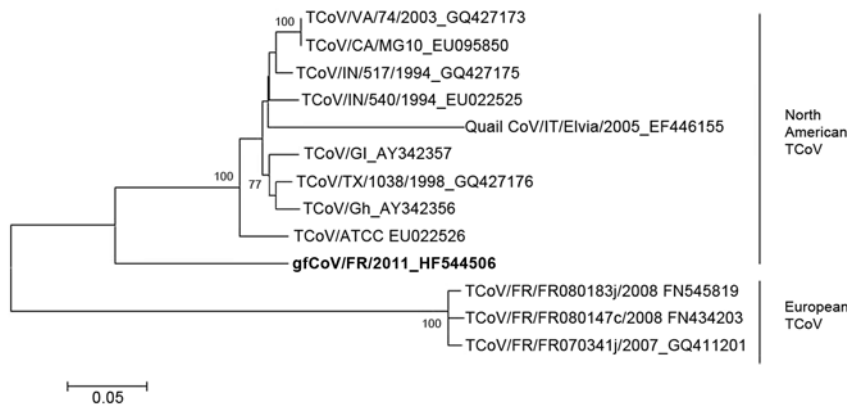 100
TCoV/VA/74/2003_GQ427173
TCoV/CA/MG10_EU095850
TCoV/IN/517/1994_GQ427175
TCoV/IN/540/1994_EU022525
Quail CoV/IT/Elvia/2005_EF446155
TCoV/GI_AY342357
100
77
TCoV/TX/1038/1998_GQ427176
TCoV/Gh_AY342356
TCoV/ATCC EU022526
gfCoV/FR/2011_HF544506
North
American
TCoV
TCoV/FR/FR080183j/2008 FN545819
TCoV/FR/FR080147c/2008 FN434203
100
TCoV/FR/FR070341j/2007_GQ411201
European
TCoV
0.05